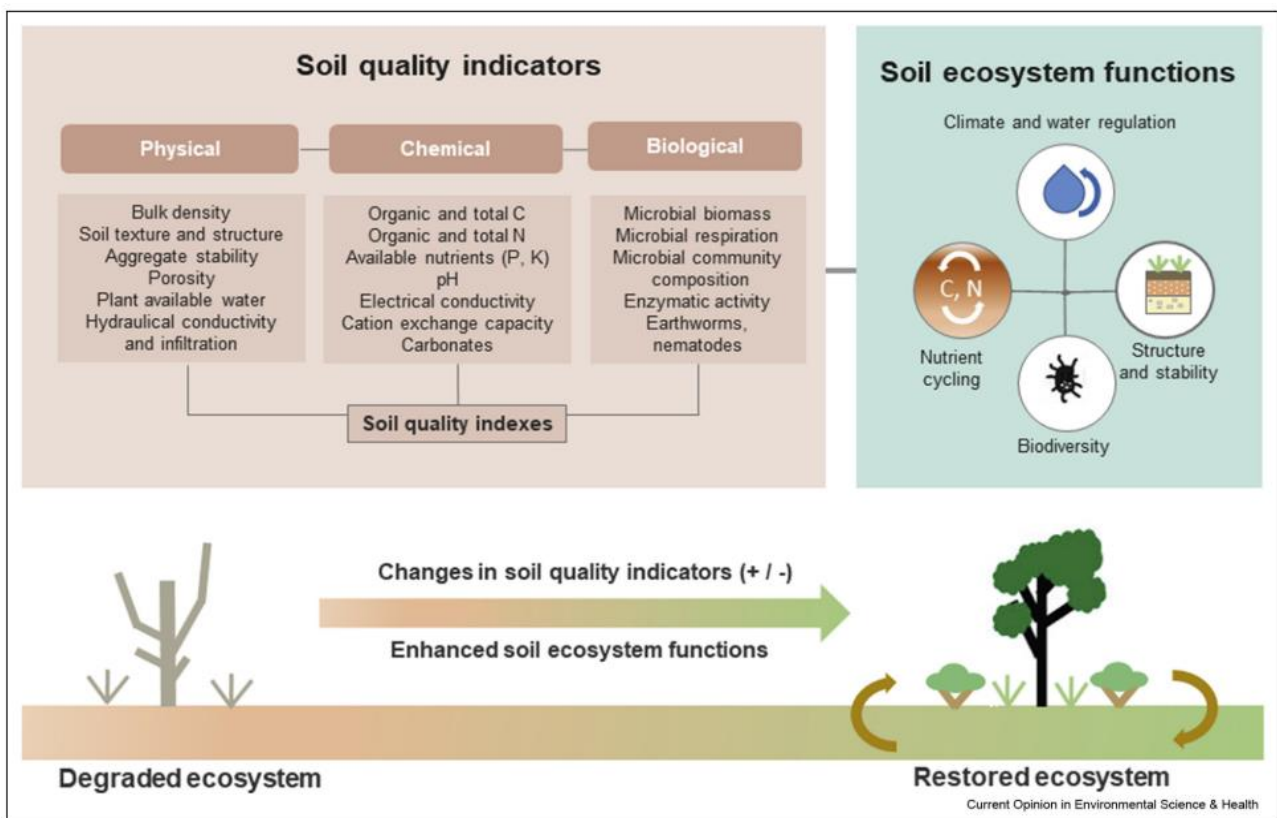 Soil quality indicators
Physical
Chemical
Biological
Bulk density
Soil texture and structure
Aggregate stability
Porosity
Plant available water
Hydraulical conductivity
and infiltration
Organic and total C
Organic and total N
Available nutrients (P, K)
pH
Electrical conductivity
Cation exchange capacity
Carbonates
Microbial biomass
Microbial respiration
Microbial community
composition
Enzymatic activity
Earthworms,
nematodes
Soil quality indexes
Soil ecosystem functions
Climate and water regulation
C, N
Nutrient
cycling
Structure
and stability
Biodiversity
Changes in soil quality indicators (+ / -)
Enhanced soil ecosystem functions
Degraded ecosystem
Restored ecosystem
Current Opinion in Environmental Science & Health